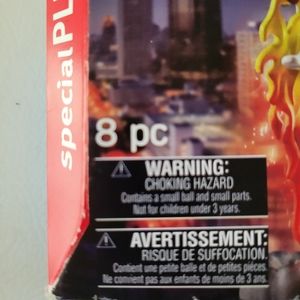 special PL
8 pc
WARNING:
CHOKING HAZARD
Contains a small ball and small parts.
Not for children under 3 years.
AVERTISSEMENT:
RISQUE DE SUFFOCATION.
Contient une petite balle et de petites pièces.
Ne convient pas aux enfants de moins de 3 ans.